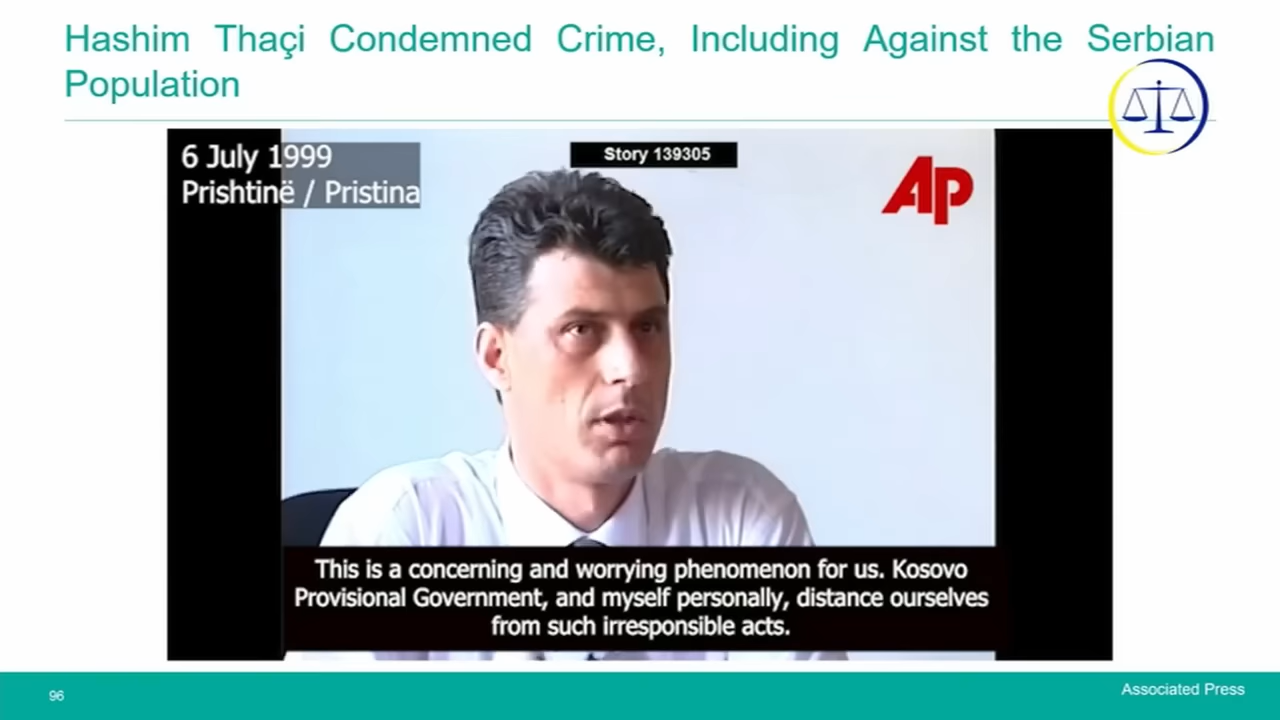 Hashim Thaçi Condemned Crime, Including Against the Serbian
Population
6 July 1999
Prishtinë / Pristina
Story 139305
AP
This is a concerning and worrying phenomenon for us. Kosovo
Provisional Government, and myself personally, distance ourselves
from such irresponsible acts.
96
Associated Press